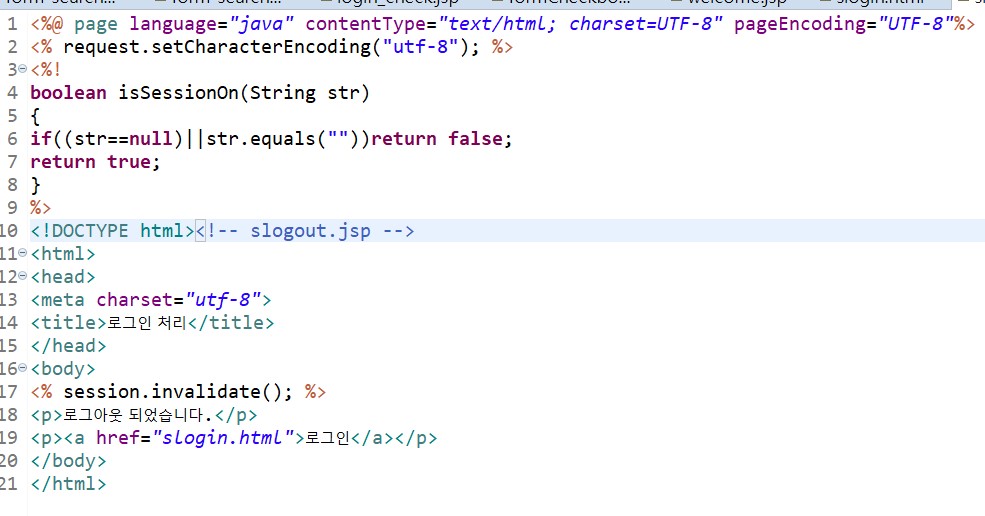 login_check.jsp welcome.jsp slogin.html
1 <%@ page language="java" contentType="text/html; charset=UTF-8" pageEncoding="UTF-8"%>
2 <% request.setCharacterEncoding("utf-8"); %>
3 <%!
4 boolean isSessionOn(String str)
5 {
6 if((str==null)||str.equals(""))return false;
7 return true;
8 }
9 %>
10 <!DOCTYPE html><!-- slogout.jsp -->
11 <html>
12 <head>
13 <meta charset="utf-8">
14 <title>로그인 처리</title>
15 </head>
16 <body>
17 <% session.invalidate(); %>
18 <p>로그아웃 되었습니다.</p>
19 <p><a href="slogin.html">로그인</a></p>
20 </body>
21 </html>